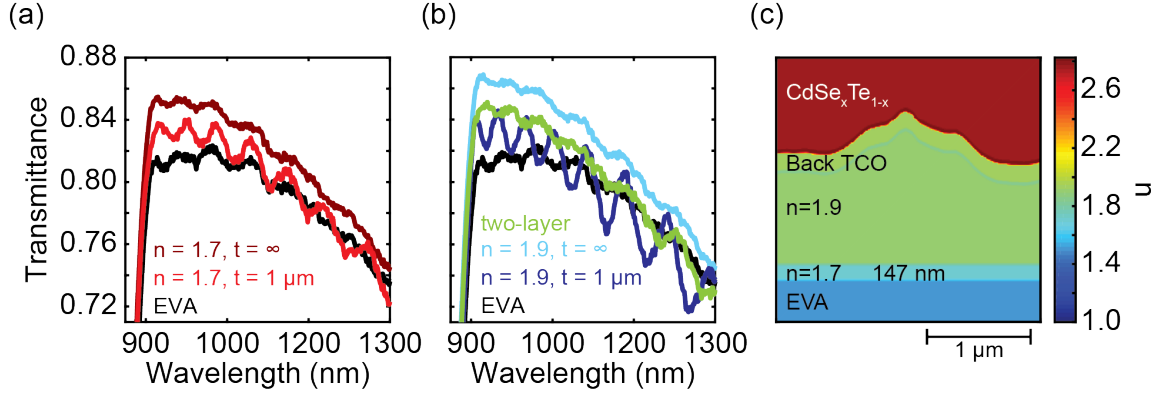 (a)
(b)
(c)
0.88
0.84
0.80
0.76
0.72
Transmittance
n = 1.7, t = ∞
n = 1.7, t = 1 μm
EVA
900
1000
1100
1200
1300
Wavelength (nm)
two-layer
n = 1.9, t = ∞
n = 1.9, t = 1 μm
EVA
900
1000
1100
1200
1300
Wavelength (nm)
CdSeₓTe₁₋ₓ
Back TCO
n=1.9
n=1.7 147 nm
EVA
1 μm
2.6
2.2
1.8
1.4
1.0
n